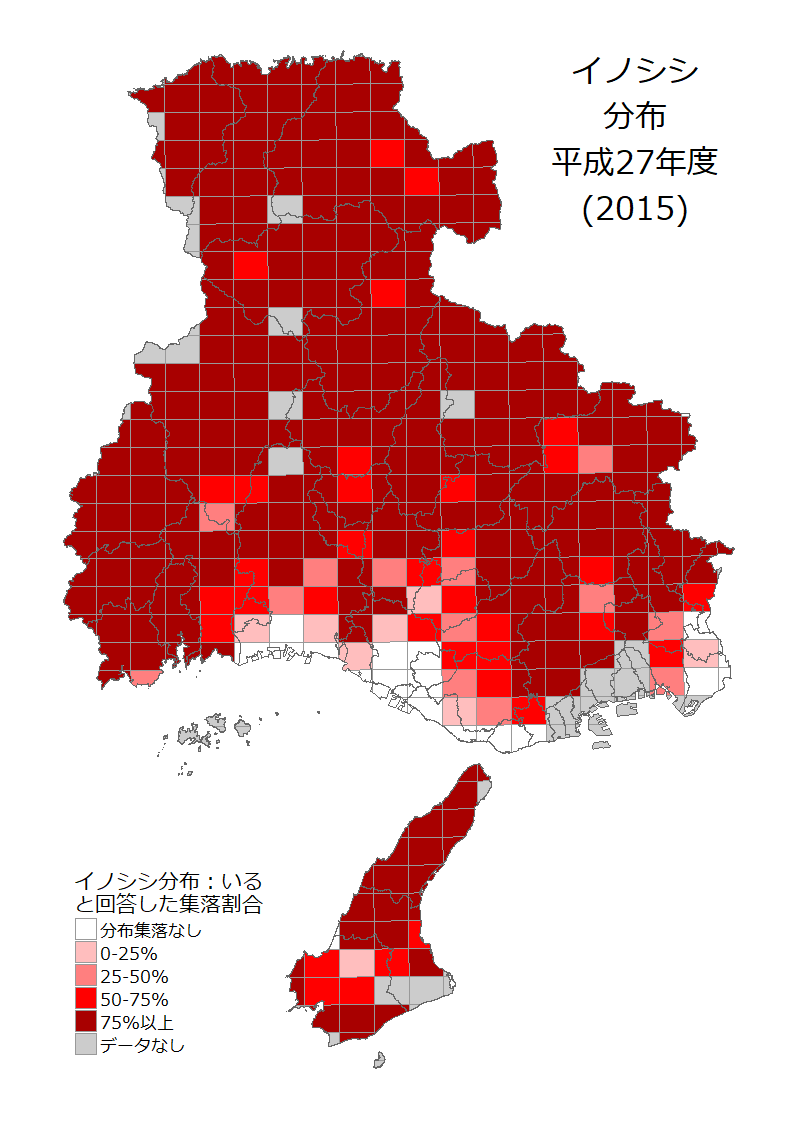 イノシシ
分布
平成27年度
(2015)
イノシシ分布：いる
と回答した集落割合
分布集落なし
0-25%
25-50%
50-75%
75%以上
データなし